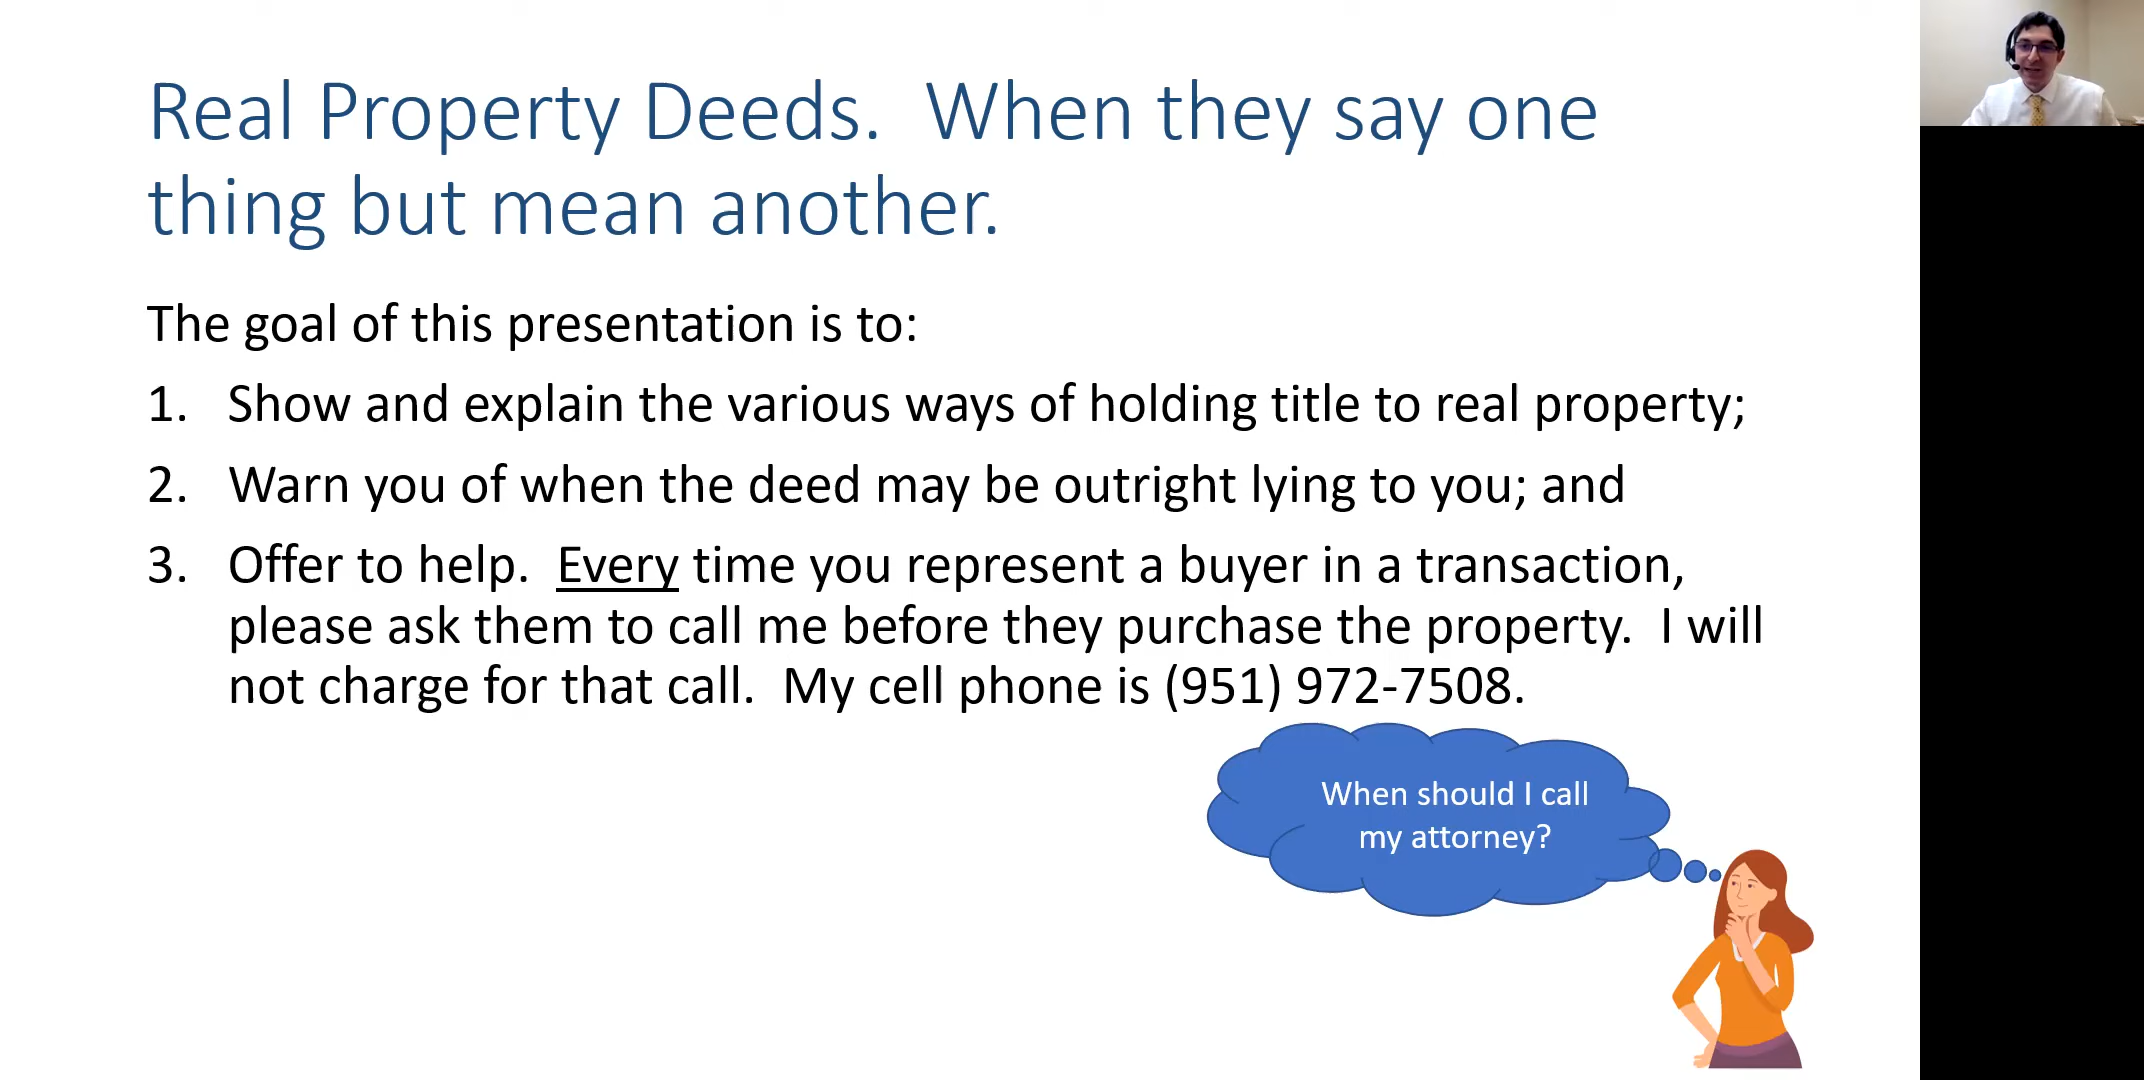 Real Property Deeds.  When they say one
thing but mean another.
The goal of this presentation is to:
1. Show and explain the various ways of holding title to real property;
2. Warn you of when the deed may be outright lying to you; and
3. Offer to help.  Every time you represent a buyer in a transaction,
please ask them to call me before they purchase the property.  I will
not charge for that call.  My cell phone is (951) 972-7508.
When should I call
my attorney?